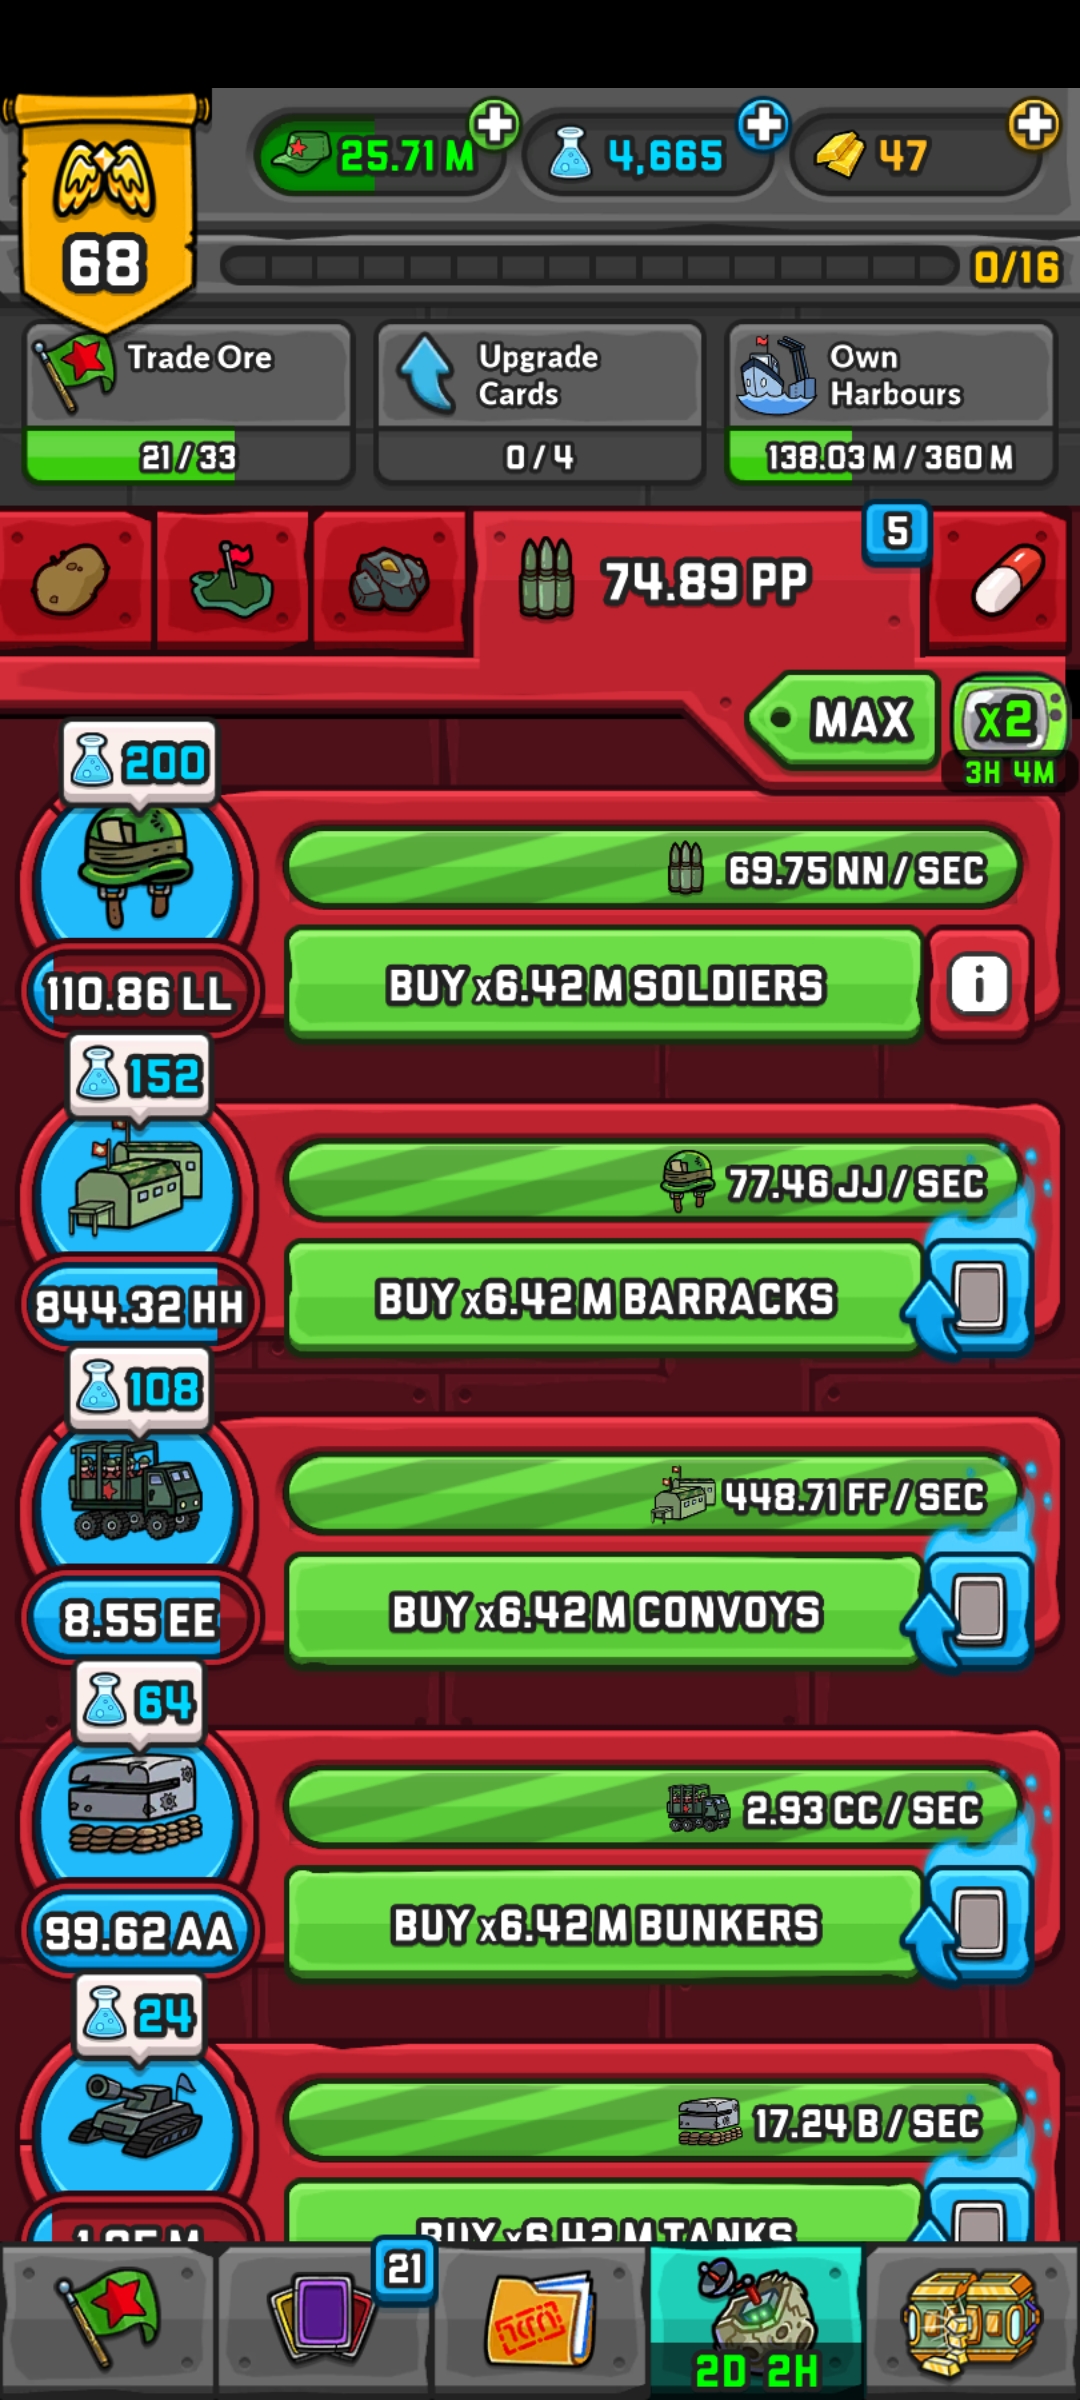 68
25.71 M
4,665
47
0/16
Trade Ore
21 / 33
Upgrade
Cards
0 / 4
Own
Harbours
138.03 M / 360 M
74.89 PP
5
MAX
x2
3H 4M
200
69.75 NN / SEC
110.86 LL
BUY x6.42 M SOLDIERS
i
152
77.46 JJ / SEC
844.32 HH
BUY x6.42 M BARRACKS
108
448.71 FF / SEC
8.55 EE
BUY x6.42 M CONVOYS
64
2.93 CC / SEC
99.62 AA
BUY x6.42 M BUNKERS
24
17.24 B / SEC
BUY x6.42 M TANKS
21
2D 2H